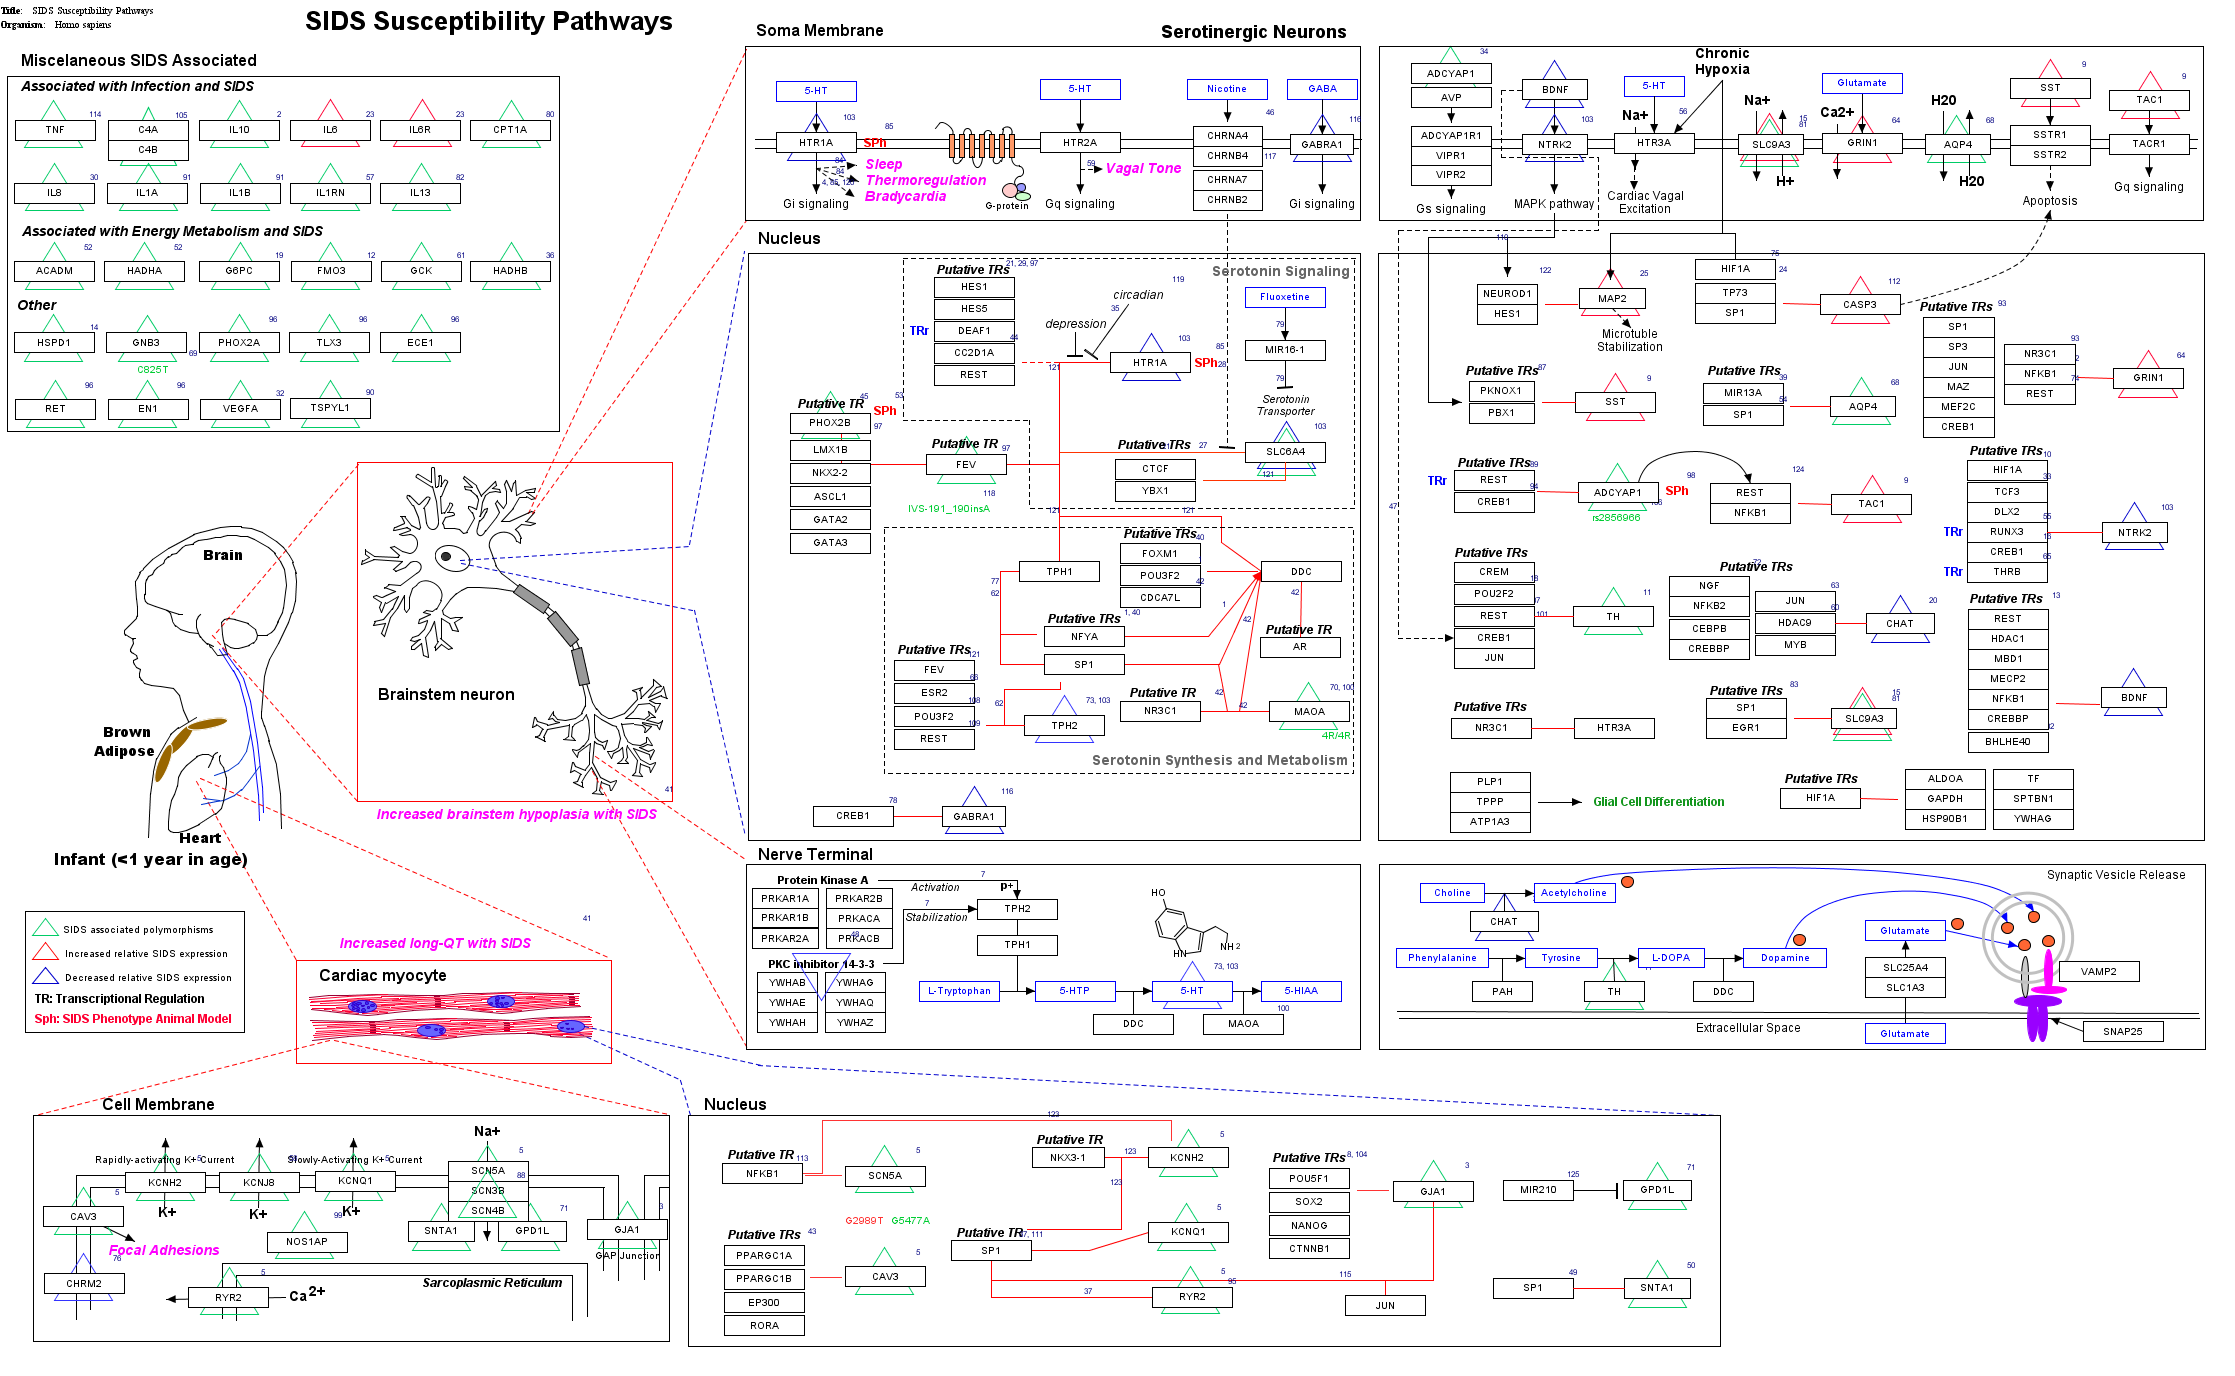 Title: SIDS Susceptibility Pathways
Organism: Homo sapiens
SIDS Susceptibility Pathways
Miscelaneous SIDS Associated
Associated with Infection and SIDS
TNF 114
C4A 105
C4B
IL10 2
IL6 23
IL6R 23
CPT1A 80
IL8 30
IL1A 91
IL1B 91
IL1RN 57
IL13 82
Associated with Energy Metabolism and SIDS
ACADM 52
HADHA 52
G6PC 19
FMO3 12
GCK 61
HADHB 36
Other
HSPD1 14
GNB3 69
C825T
PHOX2A 96
TLX3 96
ECE1 96
RET 96
EN1 96
VEGFA 32
TSPYL1 90
Brain
Brown
Adipose
Heart
Infant (<1 year in age)
Brainstem neuron
41
Increased brainstem hypoplasia with SIDS
SIDS associated polymorphisms
Increased relative SIDS expression
Decreased relative SIDS expression
TR: Transcriptional Regulation
Sph: SIDS Phenotype Animal Model
41
Increased long-QT with SIDS
Cardiac myocyte
Soma Membrane
Serotinergic Neurons
5-HT
HTR1A
103
85
SPh
84
84
Sleep
Thermoregulation
Bradycardia
Gi signaling
G-protein
5-HT
HTR2A
59
Vagal Tone
Gq signaling
Nicotine
46
CHRNA4
CHRNB4
117
CHRNA7
CHRNB2
GABA
116
GABRA1
Gi signaling
34
ADCYAP1
AVP
ADCYAP1R1
VIPR1
VIPR2
Gs signaling
BDNF
103
NTRK2
MAPK pathway
5-HT
Na+
56
HTR3A
Cardiac Vagal
Excitation
Chronic
Hypoxia
Na+
15
81
SLC9A3
H+
Glutamate
Ca2+
64
GRIN1
H20
68
AQP4
H20
9
SST
SSTR1
SSTR2
Apoptosis
9
TAC1
TACR1
Gq signaling
Nucleus
Serotonin Signaling
Putative TRs
21, 29, 97
HES1
HES5
TRr
DEAF1
44
CC2D1A
REST
circadian
35
depression
119
103
HTR1A
85
SPh
28
121
Fluoxetine
79
MIR16-1
79
Serotonin
Transporter
103
SLC6A4
Putative TR
45
53
SPh
PHOX2B
97
LMX1B
NKX2-2
ASCL1
GATA2
GATA3
Putative TR
97
FEV
118
IVS-191_190insA
Putative TRs
27
CTCF
YBX1
121
121
121
Putative TRs
40
FOXM1
POU3F2
42
CDCA7L
TPH1
DDC
77
62
42
1, 40
Putative TRs
NFYA
SP1
1
42
Putative TR
AR
Putative TRs
121
FEV
66
ESR2
POU3F2
108
109
REST
62
73, 103
TPH2
Putative TR
NR3C1
42
42
70, 100
MAOA
4R/4R
Serotonin Synthesis and Metabolism
CREB1
78
GABRA1
116
110
NEUROD1
122
HES1
MAP2
25
Microtuble
Stabilization
75
HIF1A
24
TP73
SP1
CASP3
112
Putative TRs
93
SP1
SP3
JUN
MAZ
MEF2C
CREB1
93
NR3C1
NFKB1
74
REST
GRIN1
64
Putative TRs
87
PKNOX1
PBX1
SST
9
Putative TRs
39
MIR13A
54
SP1
AQP4
68
Putative TRs
89
TRr
REST
94
CREB1
ADCYAP1
SPh
98
rs2856966
REST
124
NFKB1
TAC1
9
Putative TRs
10
HIF1A
33
TCF3
DLX2
TRr
RUNX3
CREB1
65
TRr
THRB
NTRK2
103
47
Putative TRs
CREM
18
POU2F2
REST
101
CREB1
JUN
TH
11
72
Putative TRs
NGF
NFKB2
CEBPB
CREBBP
JUN
63
HDAC9
60
MYB
CHAT
20
Putative TRs
13
REST
HDAC1
MBD1
MECP2
NFKB1
CREBBP
BHLHE40
BDNF
Putative TRs
NR3C1
HTR3A
Putative TRs
83
SP1
EGR1
15
81
SLC9A3
PLP1
TPPP
ATP1A3
Glial Cell Differentiation
Putative TRs
HIF1A
ALDOA
GAPDH
HSP90B1
TF
SPTBN1
YWHAG
Nerve Terminal
Protein Kinase A
PRKAR1A
PRKAR2B
PRKAR1B
PRKACA
PRKAR2A
PRKACB
48
PKC inhibitor 14-3-3
YWHAB
YWHAG
YWHAE
YWHAQ
YWHAH
YWHAZ
7
Activation
p+
7
Stabilization
TPH2
TPH1
L-Tryptophan
5-HTP
DDC
73, 103
5-HT
MAOA
100
5-HIAA
HO
HN
NH2
Synaptic Vesicle Release
Choline
Acetylcholine
CHAT
Phenylalanine
Tyrosine
L-DOPA
Dopamine
PAH
TH
DDC
Glutamate
SLC25A4
SLC1A3
Glutamate
VAMP2
SNAP25
Extracellular Space
Cell Membrane
Na+
Rapidly-activating K+ Current
Slowly-Activating K+ Current
KCNH2
5
KCNJ8
KCNQ1
5
K+
K+
K+
SCN5A
5
SCN3B
88
SCN4B
CAV3
5
Focal Adhesions
76
CHRM2
NOS1AP
99
SNTA1
GPD1L
71
GJA1
3
GAP Junction
RYR2
5
Ca2+
Sarcoplasmic Reticulum
Nucleus
123
Putative TR
113
NFKB1
SCN5A
5
G2989T G5477A
Putative TRs
43
PPARGC1A
PPARGC1B
EP300
RORA
CAV3
5
Putative TR
NKX3-1
123
123
KCNH2
5
Putative TR
SP1
KCNQ1
5
RYR2
5
95
37
115
JUN
Putative TRs
8, 104
POU5F1
SOX2
NANOG
CTNNB1
GJA1
3
MIR210
125
GPD1L
71
SP1
49
SNTA1
50